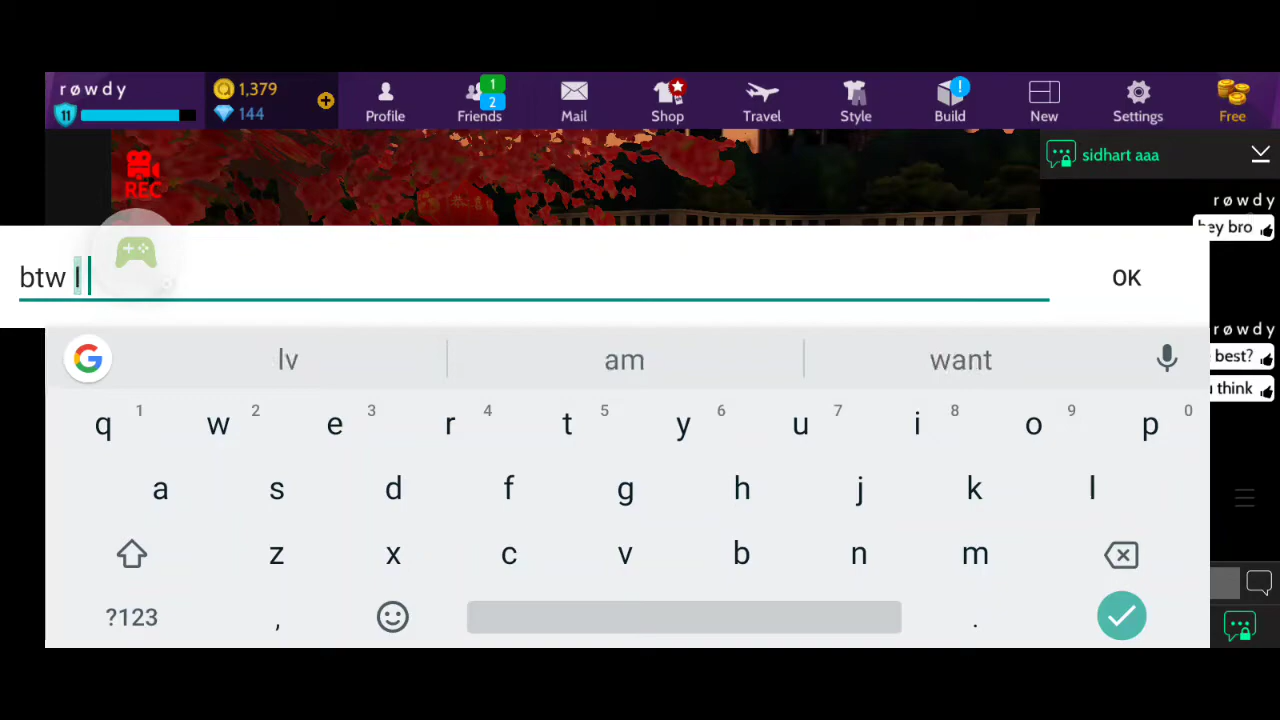 røwdy
11
1,379
144
Profile
1
2
Friends
Mail
Shop
Travel
Style
!
Build
New
Settings
Free
REC
sidhart aaa
røwdy
hey bro
btw I
OK
røwdy
best?
think
G
Iv
am
want
q 1 w 2 e 3 r 4 t 5 y 6 u 7 i 8 o 9 p 0
a s d f g h j k l
z x c v b n m
?123 , .